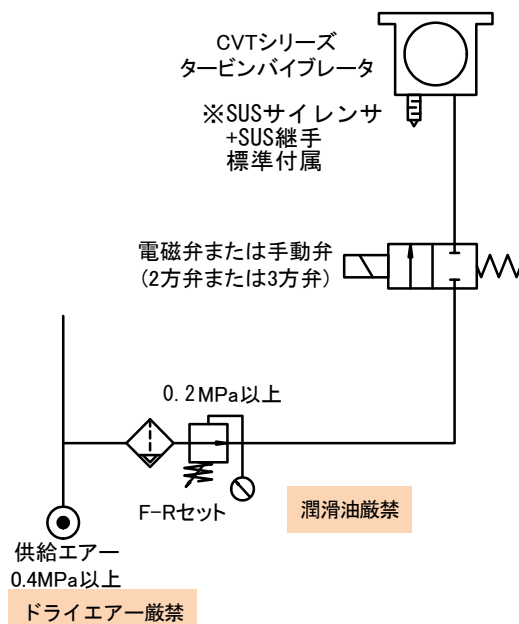 CVTシリーズ
タービンバイブレータ
※SUSサイレンサ
+SUS継手
標準付属
電磁弁または手動弁
(2方弁または3方弁)
0.2MPa以上
F-Rセット
潤滑油厳禁
供給エアー
0.4MPa以上
ドライエアー厳禁